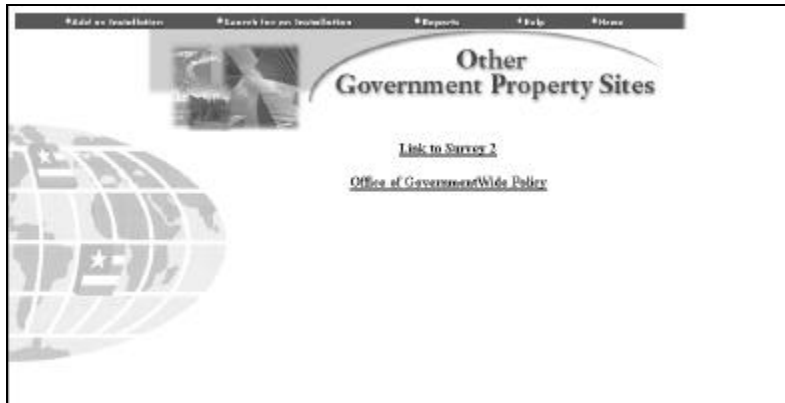 Add an Installation Search for an Installation Reports Help Home
Other
Government Property Sites
Link to Survey 2
Office of GovernmentWide Policy